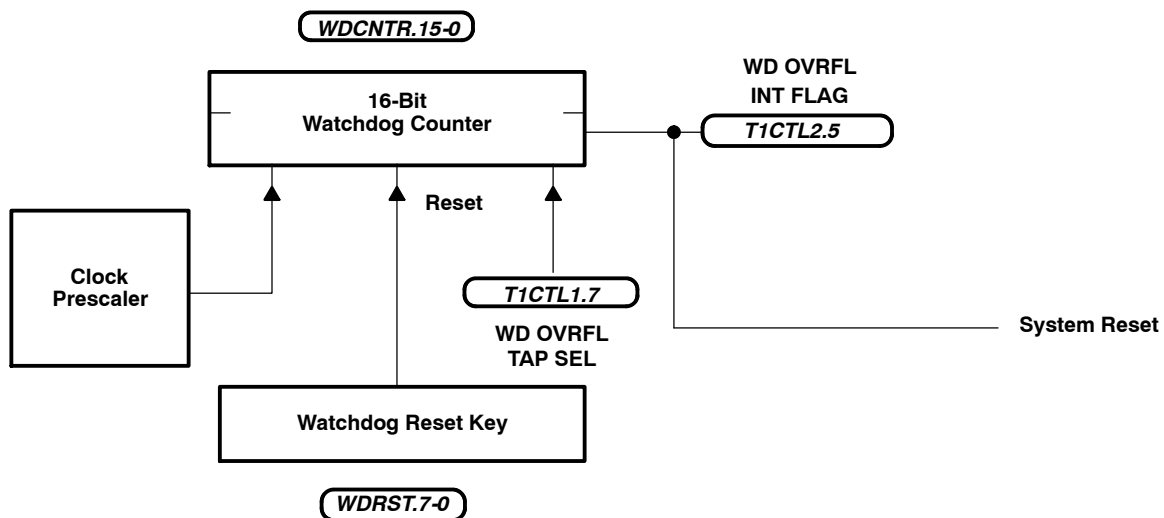 WDCNTR.15-0
16-Bit
Watchdog Counter
WD OVRFL
INT FLAG
T1CTL2.5
Reset
Clock
Prescaler
T1CTL1.7
WD OVRFL
TAP SEL
System Reset
Watchdog Reset Key
WDRST.7-0